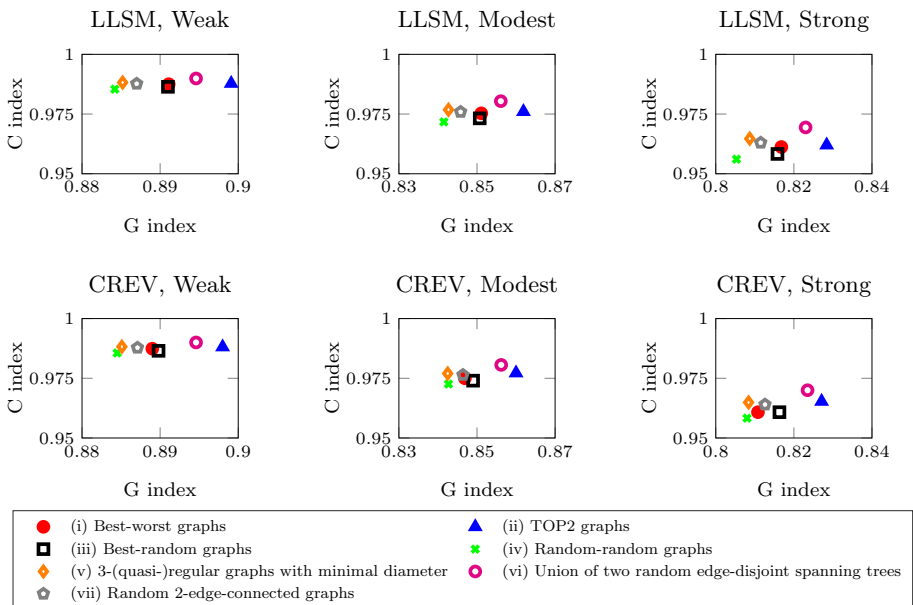 LLSM, Weak
LLSM, Modest
LLSM, Strong
C index
1
0.975
0.95
0.88
0.89
0.9
G index
C index
1
0.975
0.95
0.83
0.85
0.87
G index
C index
1
0.975
0.95
0.8
0.82
0.84
G index
CREV, Weak
CREV, Modest
CREV, Strong
C index
1
0.975
0.95
0.88
0.89
0.9
G index
C index
1
0.975
0.95
0.83
0.85
0.87
G index
C index
1
0.975
0.95
0.8
0.82
0.84
G index
(i) Best-worst graphs
(ii) TOP2 graphs
(iii) Best-random graphs
(iv) Random-random graphs
(v) 3-(quasi-)regular graphs with minimal diameter
(vi) Union of two random edge-disjoint spanning trees
(vii) Random 2-edge-connected graphs